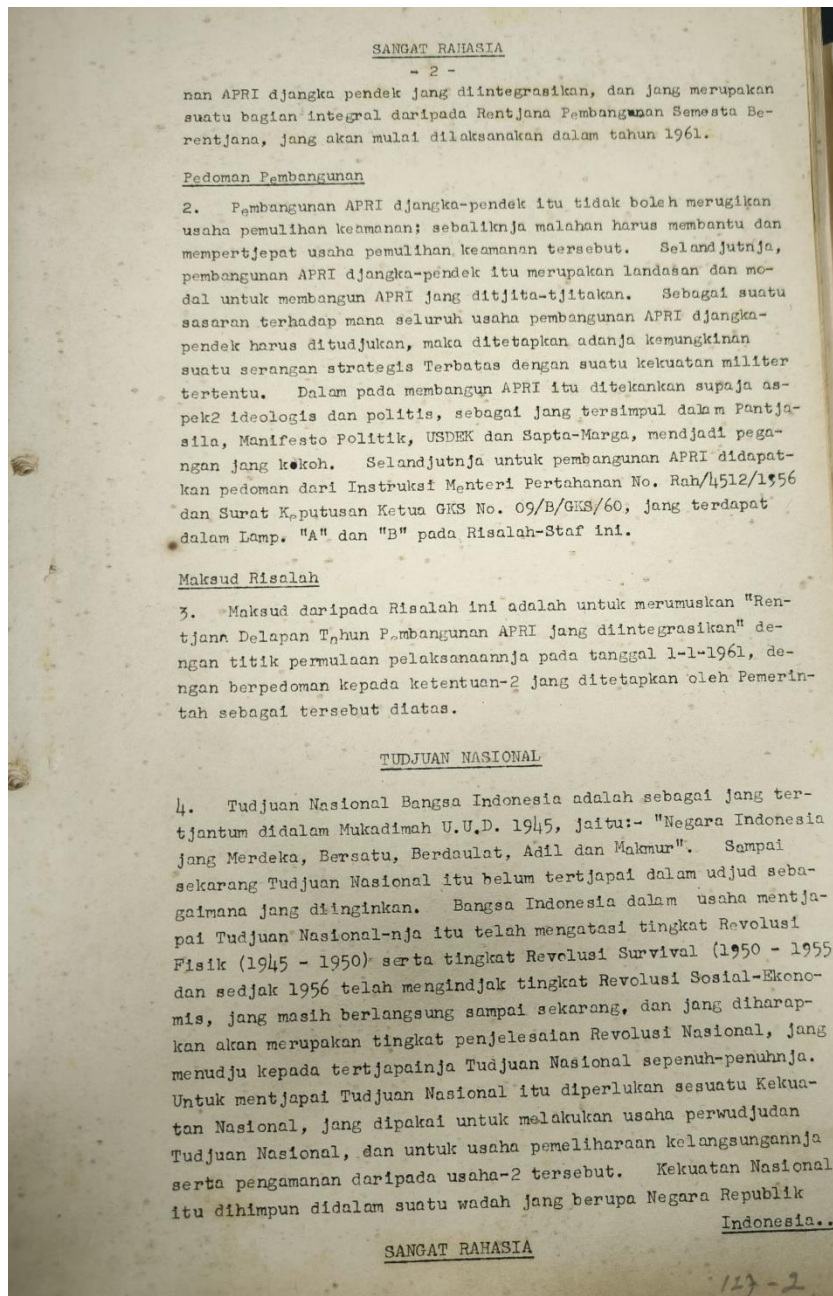 SANGAT RAHASIA
- 2 -
nan APRI djangka pendek jang diintegrasikan, dan jang merupakan
suatu bagian integral daripada Rentjana Pembangunan Semesta Be-
rentjana, jang akan mulai dilaksanakan dalam tahun 1961.
Pedoman Pembangunan
2. Pembangunan APRI djangka-pendek itu tidak boleh merugikan
usaha pemulihan keamanan; sebaliknja malahan harus membantu dan
mempertjepat usaha pemulihan keamanan tersebut. Selandjutnja,
pembangunan APRI djangka-pendek itu merupakan landasan dan mo-
dal untuk membangun APRI jang ditjita-tjitakan. Sebagai suatu
sasaran terhadap mana seluruh usaha pembangunan APRI djangka-
pendek harus ditudjukan, maka ditetapkan adanja kemungkinan
suatu serangan strategis Terbatas dengan suatu kekuatan militer
tertentu. Dalam pada membangun APRI itu ditekankan supaja as-
pek2 ideologis dan politis, sebagai jang tersimpul dalam Pantja-
sila, Manifesto Politik, USDEK dan Sapta-Marga, mendjadi pega-
ngan jang kokoh. Selandjutnja untuk pembangunan APRI didapat-
kan pedoman dari Instruksi Menteri Pertahanan No. Rah/4512/1956
dan Surat Keputusan Ketua GKS No. 09/B/GKS/60, jang terdapat
dalam Lamp. "A" dan "B" pada Risalah-Staf ini.
Maksud Risalah
3. Maksud daripada Risalah ini adalah untuk merumuskan "Ren-
tjana Delapan Tahun Pembangunan APRI jang diintegrasikan" de-
ngan titik permulaan pelaksanaannja pada tanggal 1-1-1961, de-
ngan berpedoman kepada ketentuan-2 jang ditetapkan oleh Pemerin-
tah sebagai tersebut diatas.
TUDJUAN NASIONAL
4. Tudjuan Nasional Bangsa Indonesia adalah sebagai jang ter-
tjantum didalam Mukadimah U.U.D. 1945, jaitu:- "Negara Indonesia
jang Merdeka, Bersatu, Berdaulat, Adil dan Makmur". Sampai
sekarang Tudjuan Nasional itu belum tertjapai dalam udjud seba-
gaimana jang diinginkan. Bangsa Indonesia dalam usaha mentja-
pai Tudjuan Nasional-nja itu telah mengatasi tingkat Revolusi
Fisik (1945 - 1950) serta tingkat Revolusi Survival (1950 - 1955
dan sedjak 1956 telah mengindjak tingkat Revolusi Sosial-Ekono-
mis, jang masih berlangsung sampai sekarang, dan jang diharap-
kan akan merupakan tingkat penjelesaian Revolusi Nasional, jang
menudju kepada tertjapainja Tudjuan Nasional sepenuh-penuhnja.
Untuk mentjapai Tudjuan Nasional itu diperlukan sesuatu Kekua-
tan Nasional, jang dipakai untuk melakukan usaha perwudjudan
Tudjuan Nasional, dan untuk usaha pemeliharaan kelangsungannja
serta pengamanan daripada usaha-2 tersebut. Kekuatan Nasional
itu dihimpun didalam suatu wadah jang berupa Negara Republik
Indonesia..
SANGAT RAHASIA
127-2